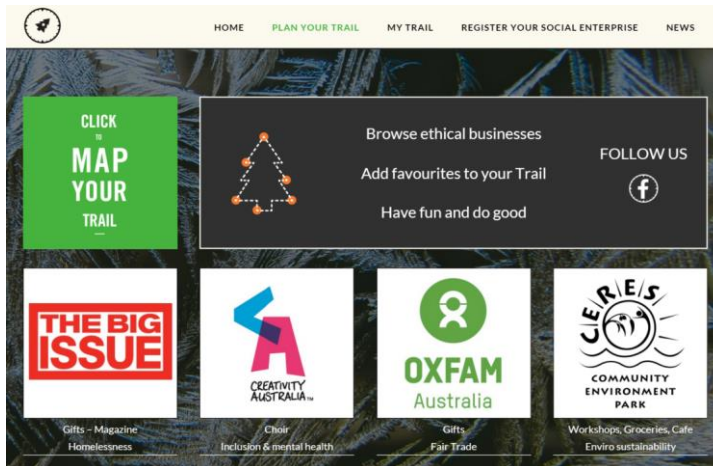 HOME PLAN YOUR TRAIL MY TRAIL REGISTER YOUR SOCIAL ENTERPRISE NEWS
CLICK
TO
MAP
YOUR
TRAIL
Browse ethical businesses
Add favourites to your Trail
Have fun and do good
FOLLOW US
f
THE BIG
ISSUE
CREATIVITY
AUSTRALIA™
OXFAM
Australia
CERES
COMMUNITY
ENVIRONMENT
PARK
Gifts – Magazine
Homelessness
Choir
Inclusion & mental health
Gifts
Fair Trade
Workshops, Groceries, Cafe
Enviro sustainability